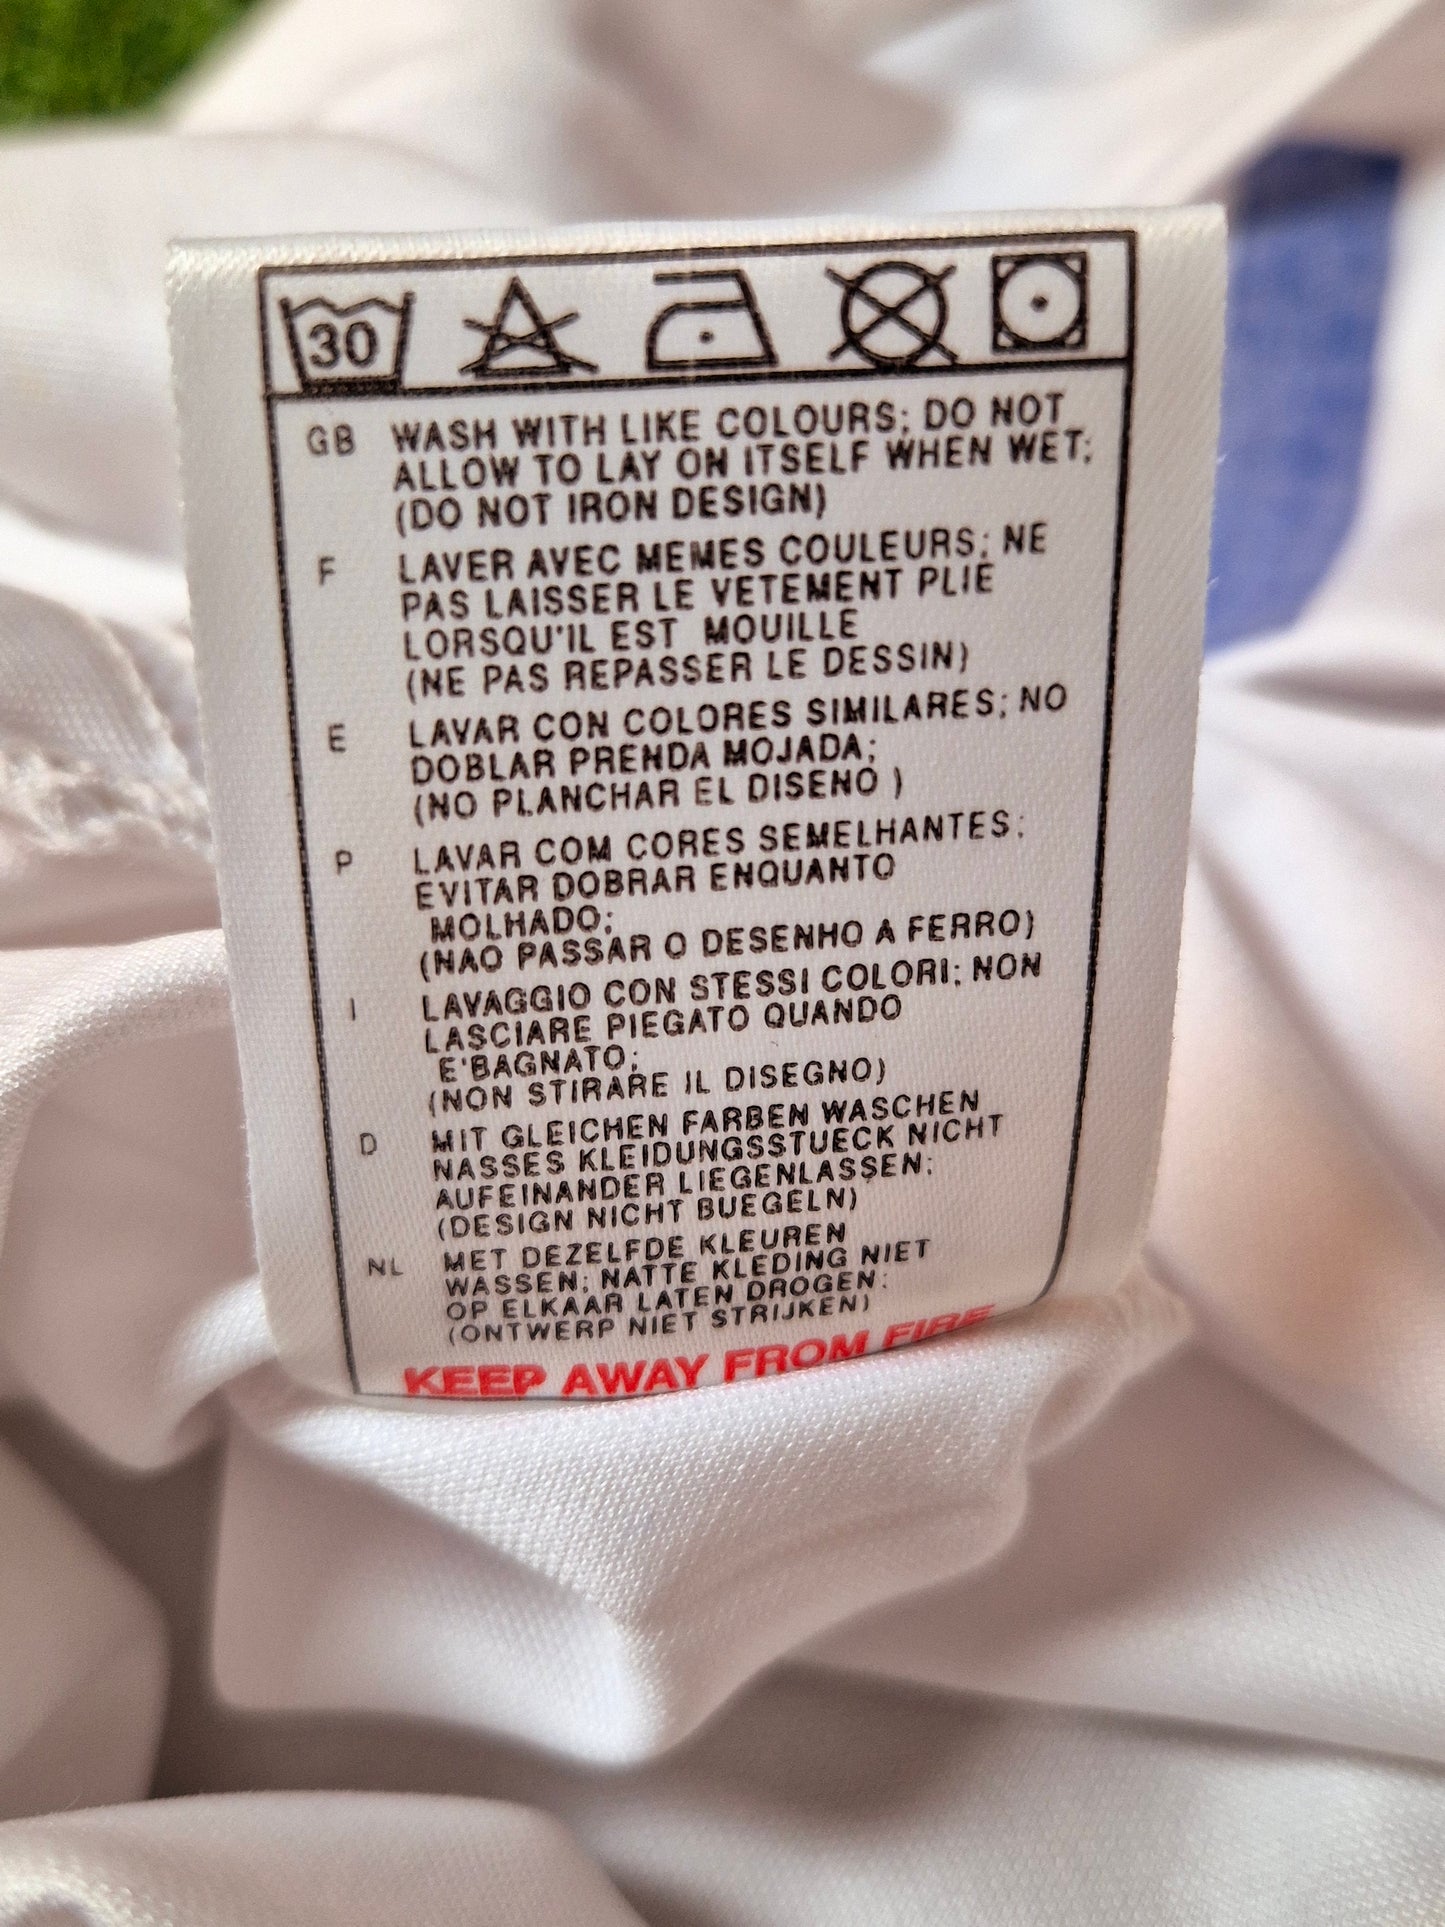 30
GB WASH WITH LIKE COLOURS; DO NOT
ALLOW TO LAY ON ITSELF WHEN WET;
(DO NOT IRON DESIGN)
F LAVER AVEC MEMES COULEURS; NE
PAS LAISSER LE VETEMENT PLIE
LORSQU'IL EST MOUILLE
(NE PAS REPASSER LE DESSIN)
E LAVAR CON COLORES SIMILARES; NO
DOBLAR PRENDA MOJADA;
(NO PLANCHAR EL DISENO )
P LAVAR COM CORES SEMELHANTES;
EVITAR DOBRAR ENQUANTO
MOLHADO;
(NAO PASSAR O DESENHO A FERRO)
I LAVAGGIO CON STESSI COLORI; NON
LASCIARE PIEGATO QUANDO
E'BAGNATO;
(NON STIRARE IL DISEGNO)
D MIT GLEICHEN FARBEN WASCHEN
NASSES KLEIDUNGSSTUECK NICHT
AUFEINANDER LIEGENLASSEN;
(DESIGN NICHT BUEGELN)
NL MET DEZELFDE KLEUREN
WASSEN; NATTE KLEDING NIET
OP ELKAAR LATEN DROGEN;
(ONTWERP NIET STRIJKEN)
KEEP AWAY FROM FIRE